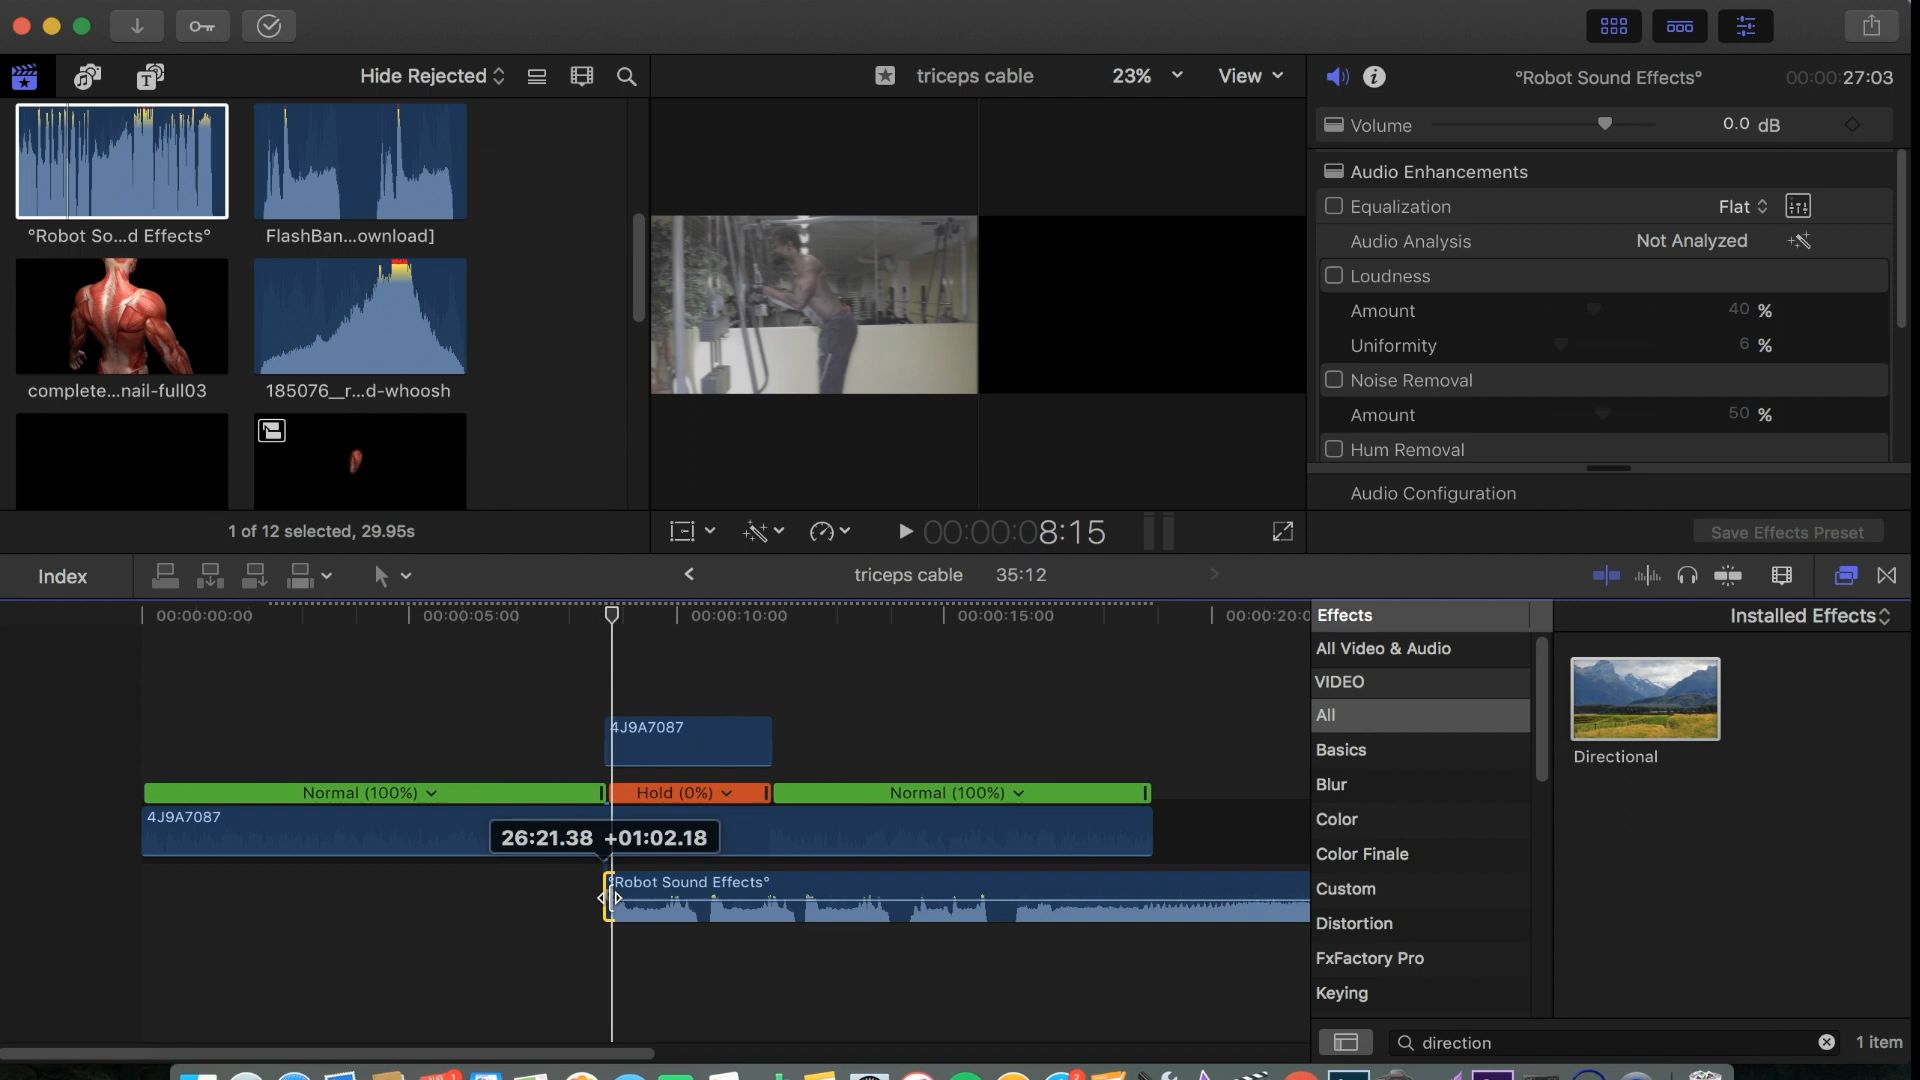 Hide Rejected
triceps cable
23%
View
°Robot Sound Effects°
00:00:27:03
Volume
0.0 dB
Audio Enhancements
Equalization
Flat
Audio Analysis
Not Analyzed
Loudness
Amount
40 %
Uniformity
6 %
Noise Removal
Amount
50 %
Hum Removal
Audio Configuration
Save Effects Preset
°Robot So...d Effects°
FlashBan...ownload]
complete...nail-full03
185076__r...d-whoosh
1 of 12 selected, 29.95s
00:00:08:15
Index
triceps cable
35:12
00:00:00:00
00:00:05:00
00:00:10:00
00:00:15:00
00:00:20:0
4J9A7087
Normal (100%)
Hold (0%)
Normal (100%)
4J9A7087
26:21.38 +01:02.18
°Robot Sound Effects°
Effects
Installed Effects
All Video & Audio
VIDEO
All
Basics
Blur
Color
Color Finale
Custom
Distortion
FxFactory Pro
Keying
Directional
direction
1 item